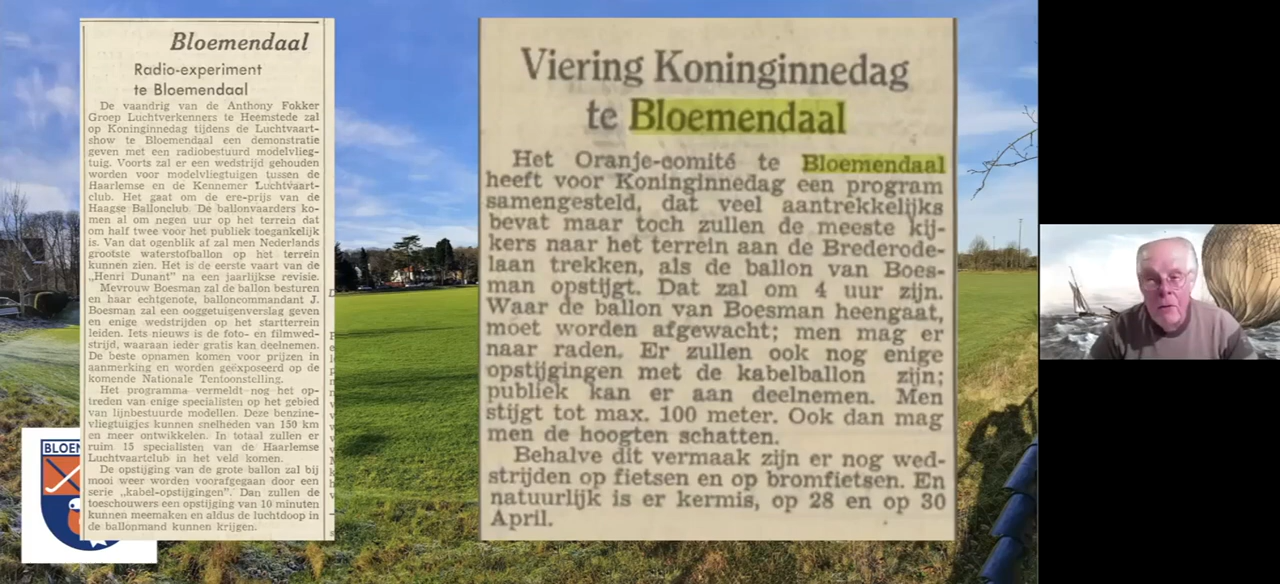 Bloemendaal
Radio-experiment
te Bloemendaal
De vaandrig van de Anthony Fokker
Groep Luchtverkenners te Heemstede zal
op Koninginnedag tijdens de Luchtvaart-
show te Bloemendaal een demonstratie
geven met een radiobestuurd modelvlieg-
tuig. Voorts zal er een wedstrijd gehouden
worden voor modelvliegtuigen tussen de
Haarlemse en de Kennemer Luchtvaart-
club. Het gaat om de ere-prijs van de
Haagse Ballonclub. De ballonvaarders ko-
men al om negen uur op het terrein dat
om half twee voor het publiek toegankelijk
is. Van dat ogenblik af zal men Nederlands
grootste waterstofballon op het terrein
kunnen zien. Het is de eerste vaart van de
„Henri Dunant” na een jaarlijkse revisie.
Mevrouw Boesman zal de ballon besturen
en haar echtgenote, balloncommandant J.
Boesman zal een ooggetuigenverslag geven
en enige wedstrijden op het startterrein
leiden. Iets nieuws is de foto- en filmwed-
strijd, waaraan ieder gratis kan deelnemen.
De beste opnamen komen voor prijzen in
aanmerking en worden geëxposeerd op de
komende Nationale Tentoonstelling.
Het programma vermeldt nog het op-
treden van enige specialisten op het gebied
van lijnbestuurde modellen. Deze benzine-
vliegtuigjes kunnen snelheden van 150 km
en meer ontwikkelen. In totaal zullen er
ruim 15 specialisten van de Haarlemse
Luchtvaartclub in het veld komen.
De opstijging van de grote ballon zal bij
mooi weer worden voorafgegaan door een
serie „kabel-opstijgingen”. Dan zullen de
toeschouwers een opstijging van 10 minuten
kunnen meemaken en aldus de luchtdoop in
de ballonmand kunnen krijgen.
Viering Koninginnedag
te Bloemendaal
Het Oranje-comité te Bloemendaal
heeft voor Koninginnedag een program
samengesteld, dat veel aantrekkelijks
bevat maar toch zullen de meeste kij-
kers naar het terrein aan de Brederode-
laan trekken, als de ballon van Boes-
man opstijgt. Dat zal om 4 uur zijn.
Waar de ballon van Boesman heengaat,
moet worden afgewacht; men mag er
naar raden. Er zullen ook nog enige
opstijgingen met de kabelballon zijn;
publiek kan er aan deelnemen. Men
stijgt tot max. 100 meter. Ook dan mag
men de hoogten schatten.
Behalve dit vermaak zijn er nog wed-
strijden op fietsen en op bromfietsen. En
natuurlijk is er kermis, op 28 en op 30
April.
BLOEM